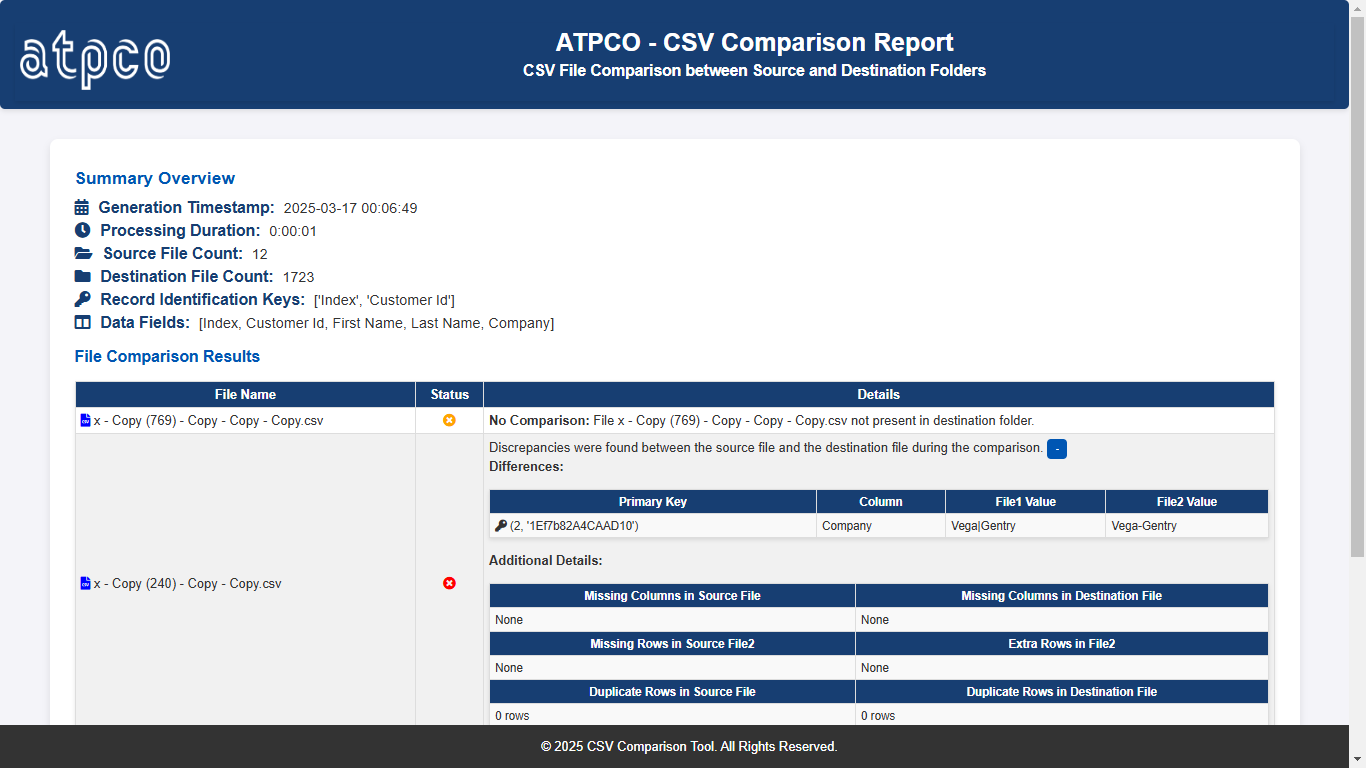 atpco
ATPCO - CSV Comparison Report
CSV File Comparison between Source and Destination Folders
Summary Overview
Generation Timestamp: 2025-03-17 00:06:49
Processing Duration: 0:00:01
Source File Count: 12
Destination File Count: 1723
Record Identification Keys: ['Index', 'Customer Id']
Data Fields: [Index, Customer Id, First Name, Last Name, Company]
File Comparison Results
File Name Status Details
x - Copy (769) - Copy - Copy - Copy.csv No Comparison: File x - Copy (769) - Copy - Copy - Copy.csv not present in destination folder.
Discrepancies were found between the source file and the destination file during the comparison. -
Differences:
Primary Key Column File1 Value File2 Value
(2, '1Ef7b82A4CAAD10') Company Vega|Gentry Vega-Gentry
Additional Details:
x - Copy (240) - Copy - Copy.csv
Missing Columns in Source File Missing Columns in Destination File
None None
Missing Rows in Source File2 Extra Rows in File2
None None
Duplicate Rows in Source File Duplicate Rows in Destination File
0 rows 0 rows
© 2025 CSV Comparison Tool. All Rights Reserved.